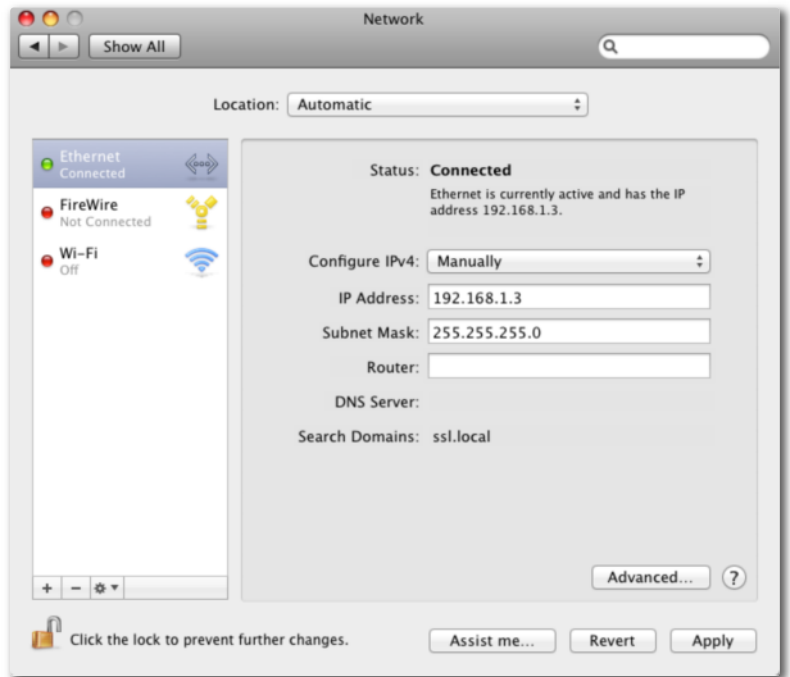 Network
Show All
Location: Automatic
Ethernet
Connected
FireWire
Not Connected
Wi-Fi
Off
Status: Connected
Ethernet is currently active and has the IP
address 192.168.1.3.
Configure IPv4: Manually
IP Address: 192.168.1.3
Subnet Mask: 255.255.255.0
Router:
DNS Server:
Search Domains: ssl.local
Advanced... ?
+ −
Click the lock to prevent further changes.
Assist me... Revert Apply